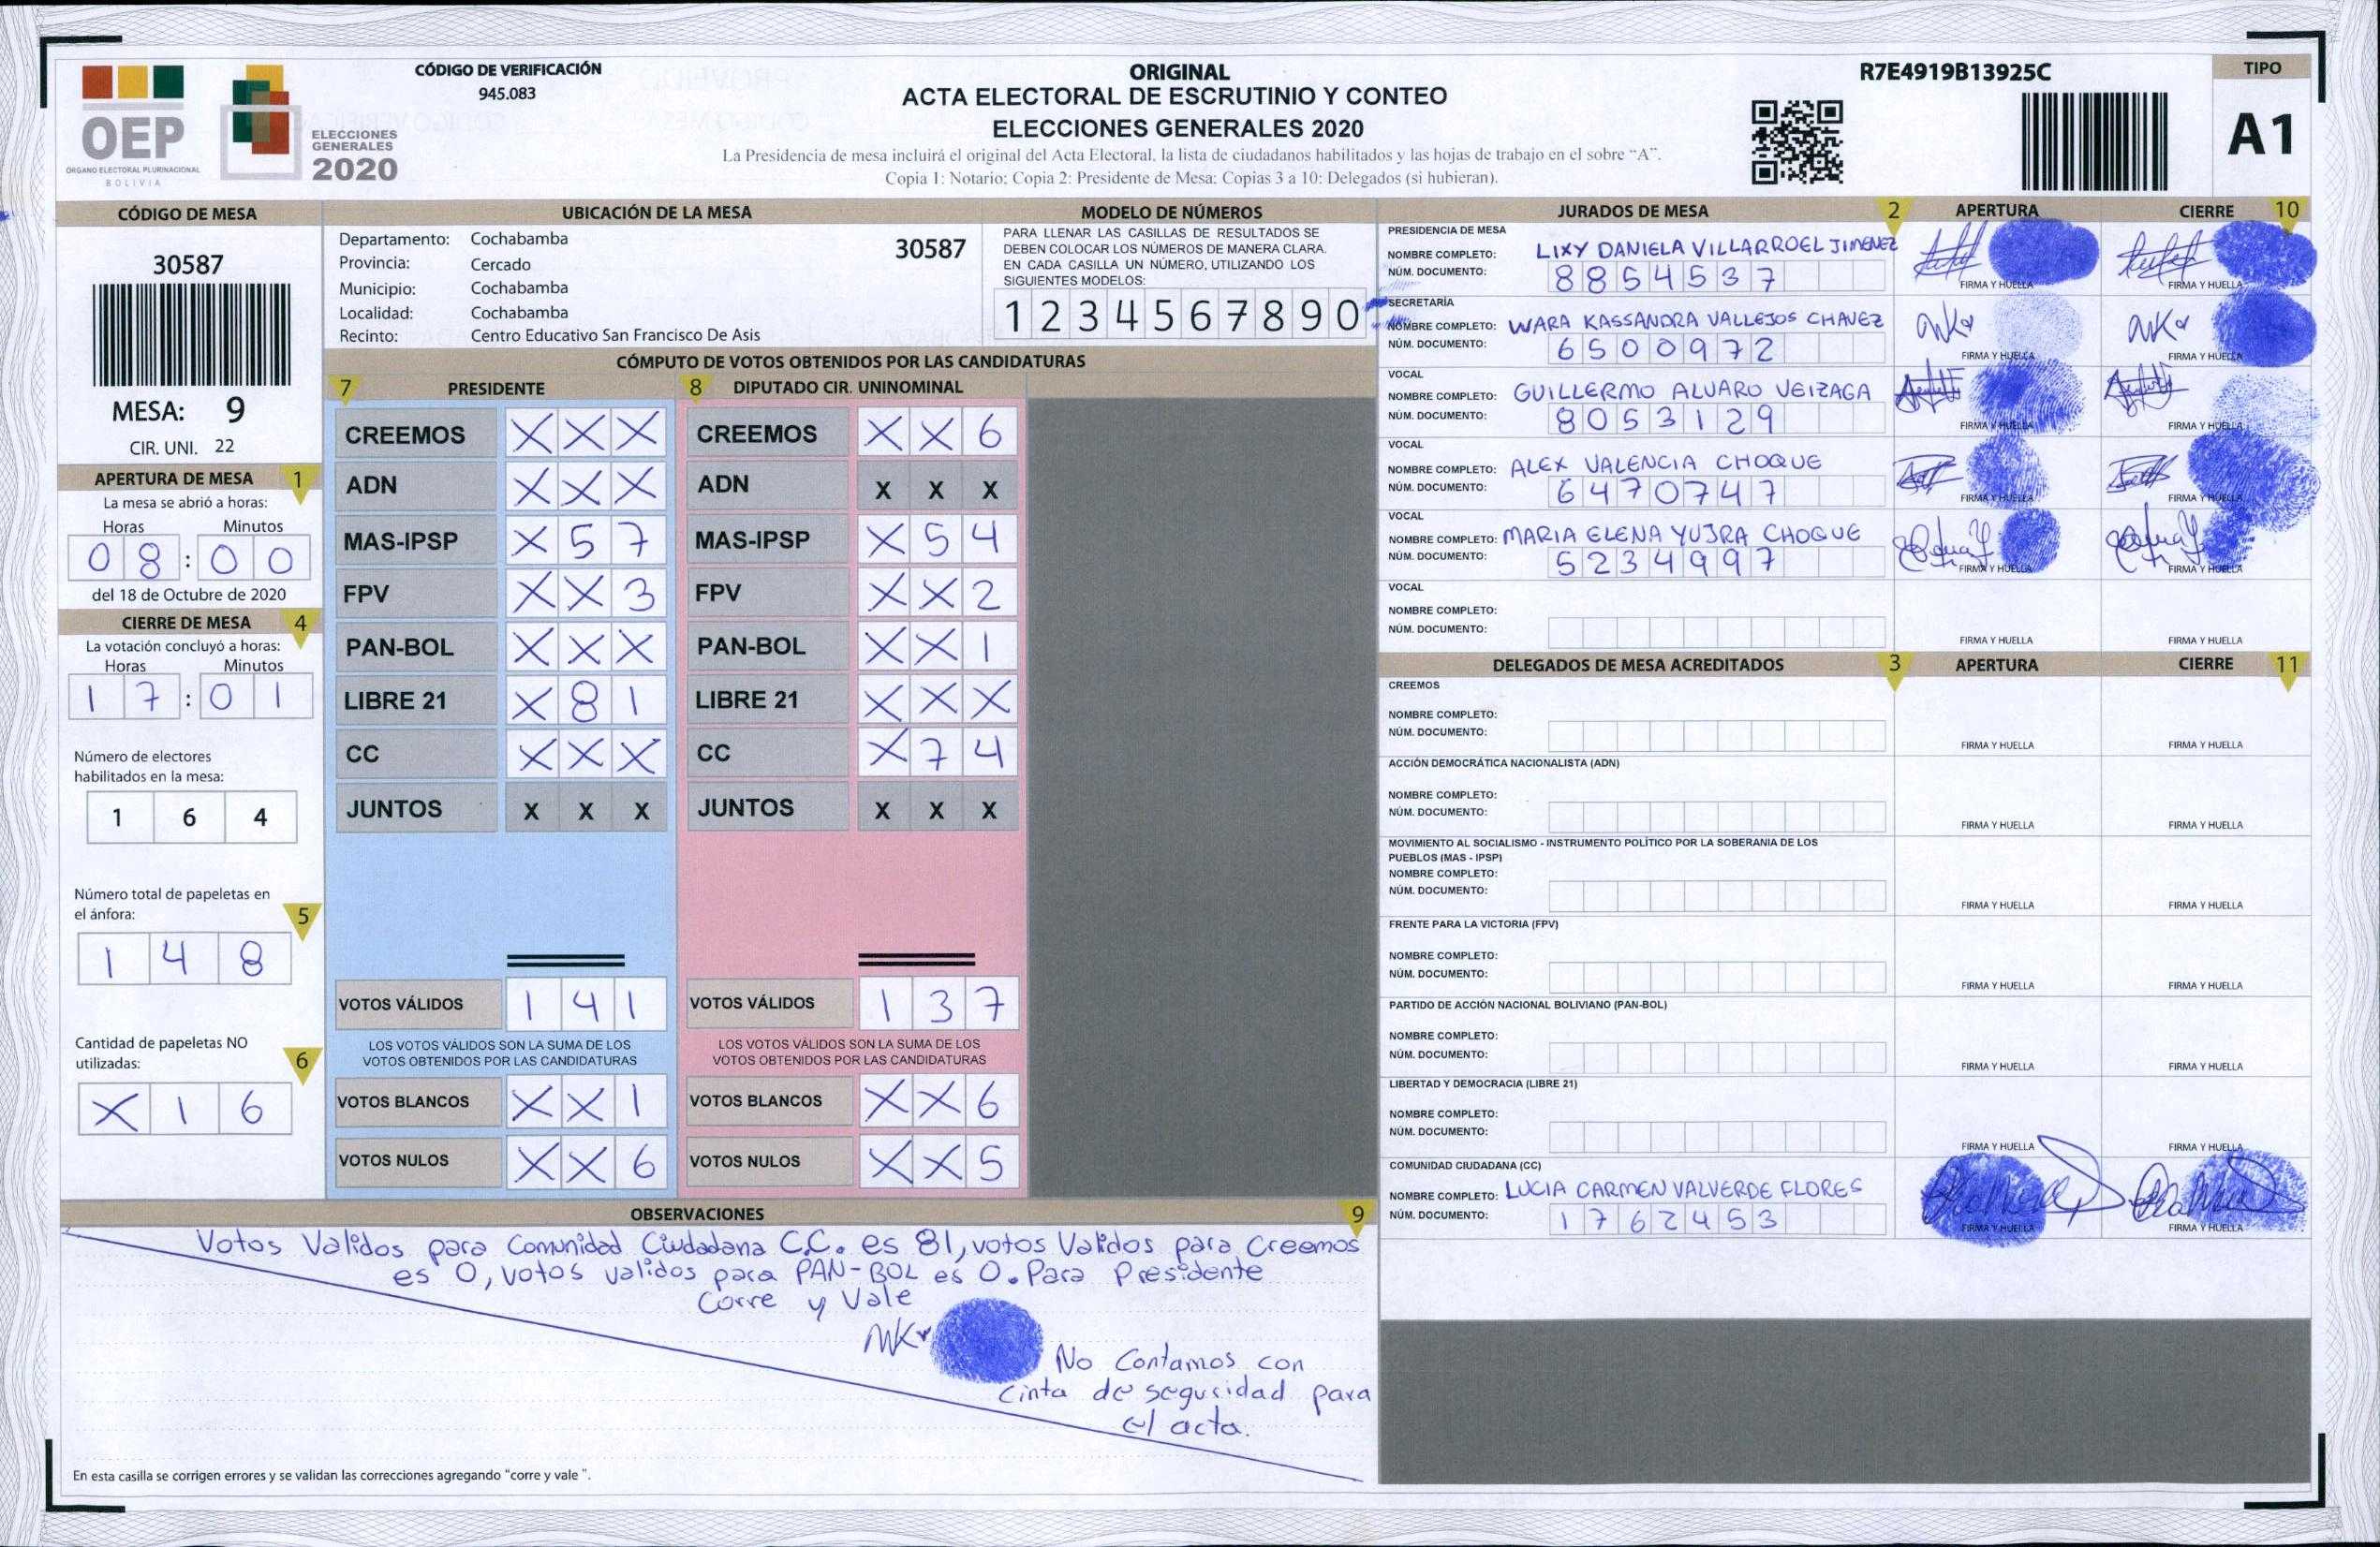 OEP
ÓRGANO ELECTORAL PLURINACIONAL
BOLIVIA
ELECCIONES
GENERALES
2020
CÓDIGO DE VERIFICACIÓN
945.083
ORIGINAL
ACTA ELECTORAL DE ESCRUTINIO Y CONTEO
ELECCIONES GENERALES 2020
La Presidencia de mesa incluirá el original del Acta Electoral, la lista de ciudadanos habilitados y las hojas de trabajo en el sobre “A”.
Copia 1: Notario; Copia 2: Presidente de Mesa; Copias 3 a 10: Delegados (si hubieran).
R7E4919B13925C
TIPO
A1
CÓDIGO DE MESA
30587
MESA: 9
CIR. UNI. 22
APERTURA DE MESA 1
La mesa se abrió a horas:
Horas Minutos
0 8 : 0 0
del 18 de Octubre de 2020
CIERRE DE MESA 4
La votación concluyó a horas:
Horas Minutos
1 7 : 0 1
Número de electores
habilitados en la mesa:
1 6 4
Número total de papeletas en
el ánfora: 5
1 4 8
Cantidad de papeletas NO
utilizadas: 6
X 1 6
UBICACIÓN DE LA MESA
Departamento: Cochabamba 30587
Provincia: Cercado
Municipio: Cochabamba
Localidad: Cochabamba
Recinto: Centro Educativo San Francisco De Asis
MODELO DE NÚMEROS
PARA LLENAR LAS CASILLAS DE RESULTADOS SE
DEBEN COLOCAR LOS NÚMEROS DE MANERA CLARA.
EN CADA CASILLA UN NÚMERO, UTILIZANDO LOS
SIGUIENTES MODELOS:
1 2 3 4 5 6 7 8 9 0
CÓMPUTO DE VOTOS OBTENIDOS POR LAS CANDIDATURAS
7 PRESIDENTE
CREEMOS X X X
ADN X X X
MAS-IPSP X 5 7
FPV X X 3
PAN-BOL X X X
LIBRE 21 X 8 1
CC X X X
JUNTOS X X X
VOTOS VÁLIDOS 1 4 1
LOS VOTOS VÁLIDOS SON LA SUMA DE LOS
VOTOS OBTENIDOS POR LAS CANDIDATURAS
VOTOS BLANCOS X X 1
VOTOS NULOS X X 6
8 DIPUTADO CIR. UNINOMINAL
CREEMOS X X 6
ADN X X X
MAS-IPSP X 5 4
FPV X X 2
PAN-BOL X X 1
LIBRE 21 X X X
CC X 7 4
JUNTOS X X X
VOTOS VÁLIDOS 1 3 7
LOS VOTOS VÁLIDOS SON LA SUMA DE LOS
VOTOS OBTENIDOS POR LAS CANDIDATURAS
VOTOS BLANCOS X X 6
VOTOS NULOS X X 5
OBSERVACIONES 9
Votos Validos para Comunidad Ciudadana C.C. es 81, votos Validos para Creemos
es 0, votos validos para PAN-BOL es 0. Para Presidente
Corre y Vale
No Contamos con
cinta de seguridad para
el acta.
En esta casilla se corrigen errores y se validan las correcciones agregando “corre y vale ”.
JURADOS DE MESA 2 APERTURA CIERRE 10
PRESIDENCIA DE MESA
NOMBRE COMPLETO: LIXY DANIELA VILLARROEL JIMENEZ
NÚM. DOCUMENTO: 8854537
FIRMA Y HUELLA FIRMA Y HUELLA
SECRETARÍA
NOMBRE COMPLETO: WARA KASSANDRA VALLEJOS CHAVEZ
NÚM. DOCUMENTO: 6500972
FIRMA Y HUELLA FIRMA Y HUELLA
VOCAL
NOMBRE COMPLETO: GUILLERMO ALVARO VEIZAGA
NÚM. DOCUMENTO: 8053129
FIRMA Y HUELLA FIRMA Y HUELLA
VOCAL
NOMBRE COMPLETO: ALEX VALENCIA CHOQUE
NÚM. DOCUMENTO: 6470747
FIRMA Y HUELLA FIRMA Y HUELLA
VOCAL
NOMBRE COMPLETO: MARIA ELENA YUJRA CHOQUE
NÚM. DOCUMENTO: 5234997
FIRMA Y HUELLA FIRMA Y HUELLA
VOCAL
NOMBRE COMPLETO:
NÚM. DOCUMENTO:
FIRMA Y HUELLA FIRMA Y HUELLA
DELEGADOS DE MESA ACREDITADOS 3 APERTURA CIERRE 11
CREEMOS
NOMBRE COMPLETO:
NÚM. DOCUMENTO:
FIRMA Y HUELLA FIRMA Y HUELLA
ACCIÓN DEMOCRÁTICA NACIONALISTA (ADN)
NOMBRE COMPLETO:
NÚM. DOCUMENTO:
FIRMA Y HUELLA FIRMA Y HUELLA
MOVIMIENTO AL SOCIALISMO - INSTRUMENTO POLÍTICO POR LA SOBERANIA DE LOS
PUEBLOS (MAS - IPSP)
NOMBRE COMPLETO:
NÚM. DOCUMENTO:
FIRMA Y HUELLA FIRMA Y HUELLA
FRENTE PARA LA VICTORIA (FPV)
NOMBRE COMPLETO:
NÚM. DOCUMENTO:
FIRMA Y HUELLA FIRMA Y HUELLA
PARTIDO DE ACCIÓN NACIONAL BOLIVIANO (PAN-BOL)
NOMBRE COMPLETO:
NÚM. DOCUMENTO:
FIRMA Y HUELLA FIRMA Y HUELLA
LIBERTAD Y DEMOCRACIA (LIBRE 21)
NOMBRE COMPLETO:
NÚM. DOCUMENTO:
FIRMA Y HUELLA FIRMA Y HUELLA
COMUNIDAD CIUDADANA (CC)
NOMBRE COMPLETO: LUCIA CARMEN VALVERDE FLORES
NÚM. DOCUMENTO: 1762453
FIRMA Y HUELLA FIRMA Y HUELLA